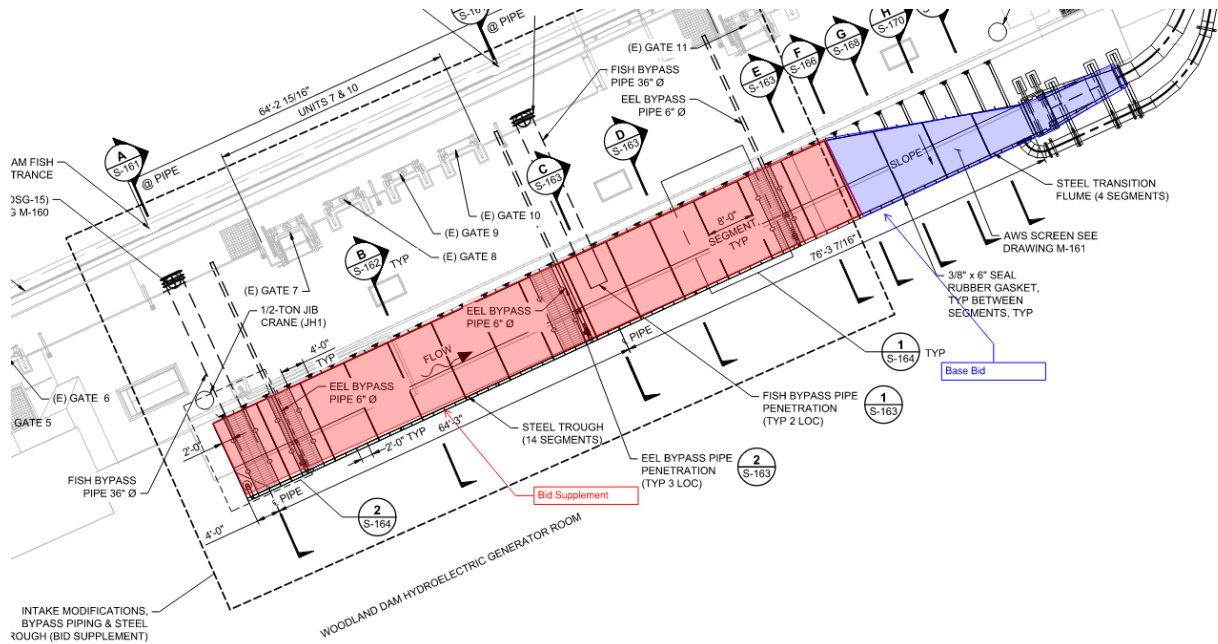 S-161
@ PIPE
64'-2 15/16"
UNITS 7 & 10
A
S-161
@ PIPE
AM FISH
TRANCE
OSG-15)
G M-160
(E) GATE 11
FISH BYPASS
PIPE 36" Ø
EEL BYPASS
PIPE 6" Ø
E
S-163
F
S-166
G
S-168
H
S-170
D
S-163
C
S-163
B
S-162
TYP
(E) GATE 10
(E) GATE 9
(E) GATE 8
(E) GATE 7
1/2-TON JIB
CRANE (JH1)
SLOPE
STEEL TRANSITION
FLUME (4 SEGMENTS)
AWS SCREEN SEE
DRAWING M-161
3/8" x 6" SEAL
RUBBER GASKET,
TYP BETWEEN
SEGMENTS, TYP
8'-0"
SEGMENT,
TYP
76'-3 7/16"
EEL BYPASS
PIPE 6" Ø
FLOW
4'-0"
TYP
EEL BYPASS
PIPE 6" Ø
℄ PIPE
1
S-164
TYP
Base Bid
(E) GATE 6
GATE 5
FISH BYPASS PIPE
PENETRATION
(TYP 2 LOC)
1
S-163
STEEL TROUGH
(14 SEGMENTS)
64'-3"
2'-0" TYP
2'-0"
EEL BYPASS PIPE
PENETRATION
(TYP 3 LOC)
2
S-163
FISH BYPASS
PIPE 36" Ø
Bid Supplement
℄ PIPE
4'-0"
2
S-164
WOODLAND DAM HYDROELECTRIC GENERATOR ROOM
INTAKE MODIFICATIONS,
BYPASS PIPING & STEEL
ROUGH (BID SUPPLEMENT)